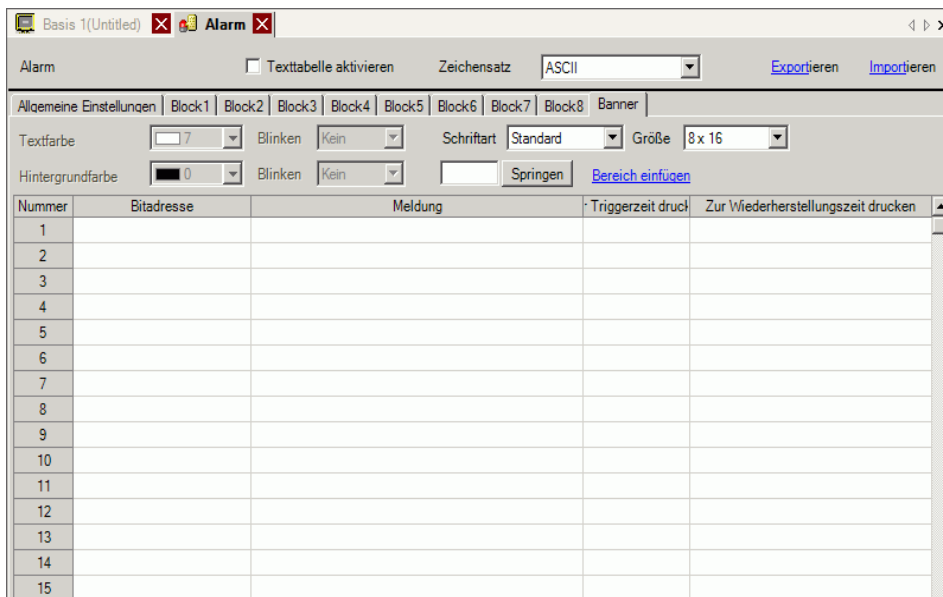 Basis 1(Untitled) Alarm
Alarm Texttabelle aktivieren Zeichensatz ASCII Exportieren Importieren
Allgemeine Einstellungen Block1 Block2 Block3 Block4 Block5 Block6 Block7 Block8 Banner
Textfarbe 7 Blinken Kein Schriftart Standard Größe 8 x 16
Hintergrundfarbe 0 Blinken Kein Springen Bereich einfügen
Nummer Bitadresse Meldung Triggerzeit druck Zur Wiederherstellungszeit drucken
1
2
3
4
5
6
7
8
9
10
11
12
13
14
15